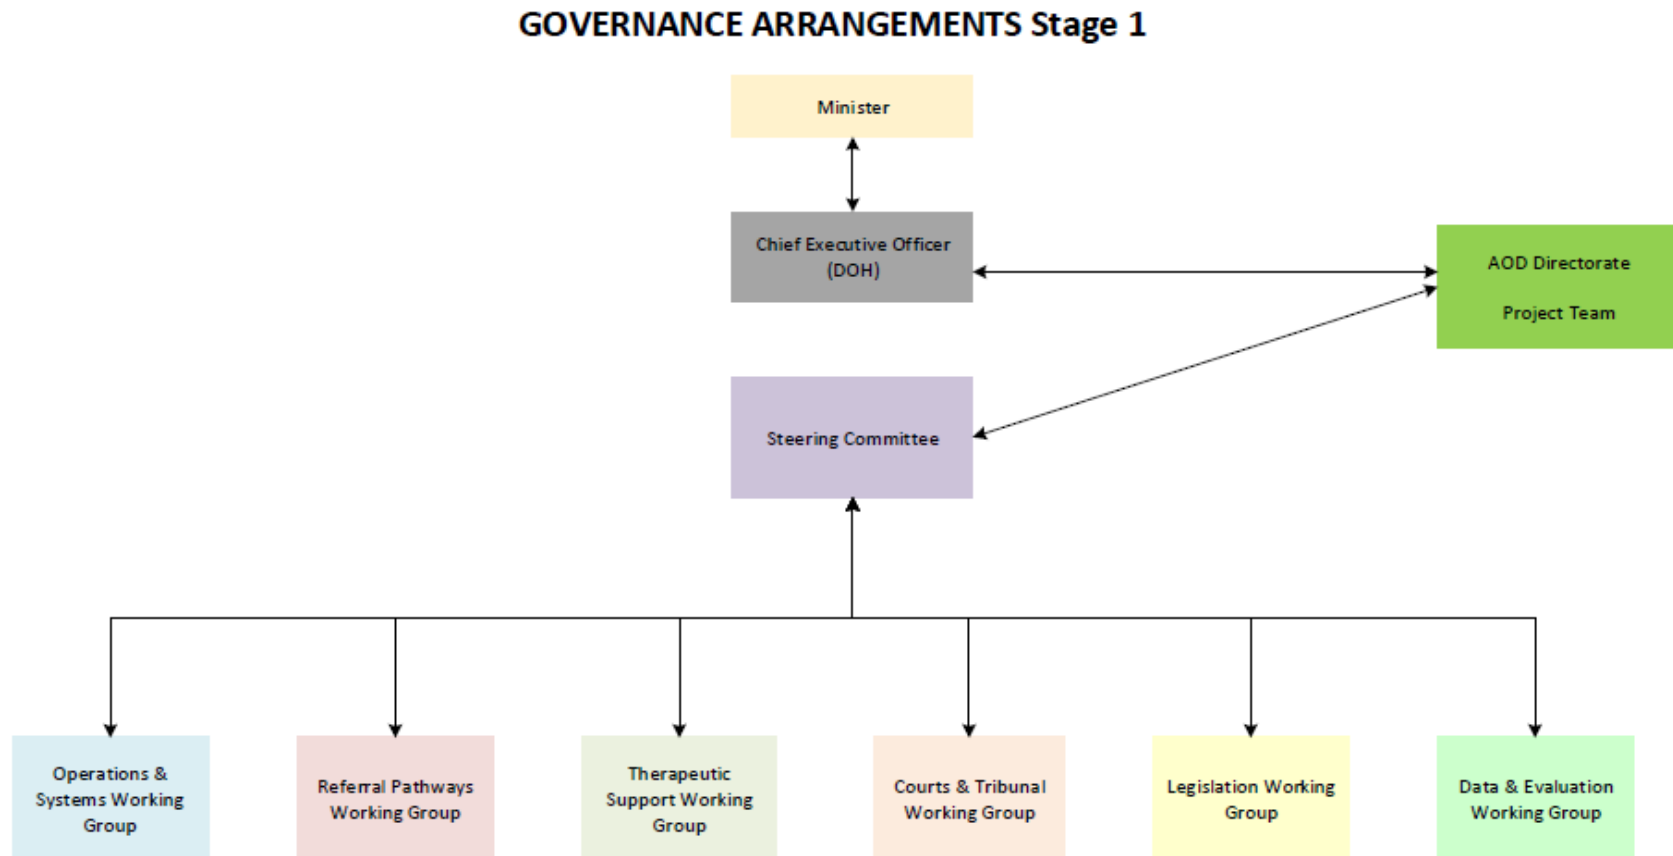 GOVERNANCE ARRANGEMENTS Stage 1
Minister
Chief Executive Officer
(DOH)
AOD Directorate
Project Team
Steering Committee
Operations &
Systems Working
Group
Referral Pathways
Working Group
Therapeutic
Support Working
Group
Courts & Tribunal
Working Group
Legislation Working
Group
Data & Evaluation
Working Group